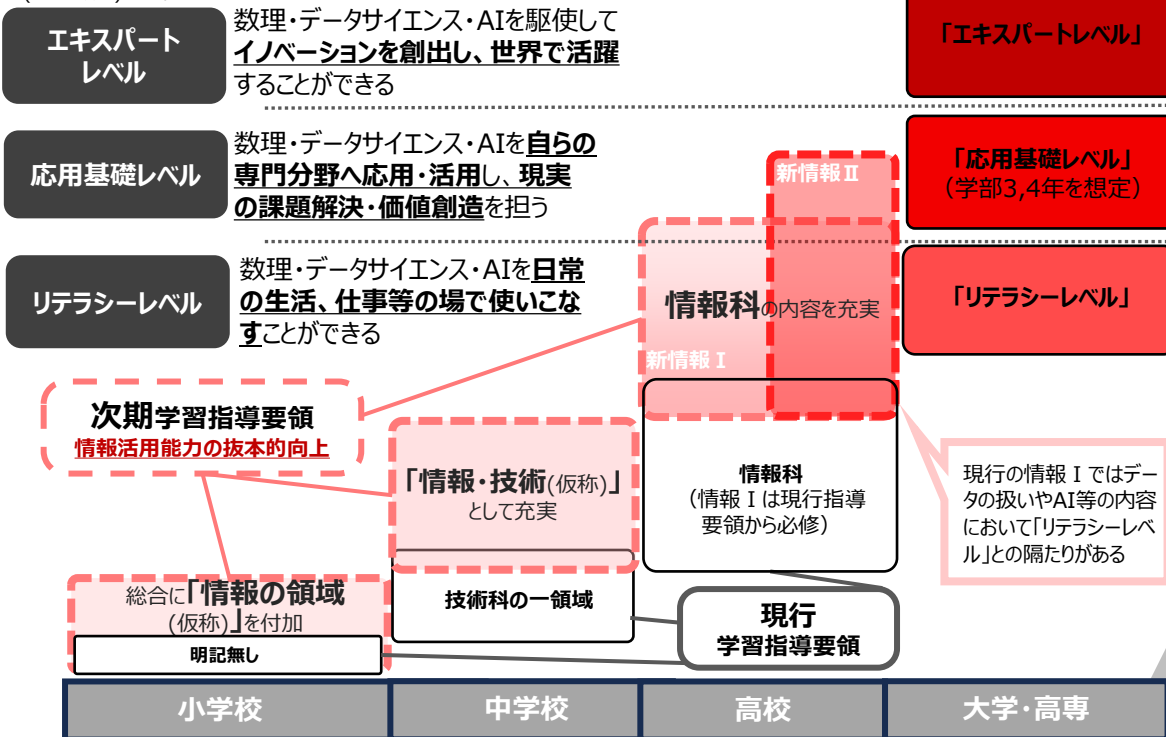 エキスパート
レベル
数理・データサイエンス・AIを駆使して
イノベーションを創出し、世界で活躍
することができる
「エキスパートレベル」
応用基礎レベル
数理・データサイエンス・AIを自らの
専門分野へ応用・活用し、現実
の課題解決・価値創造を担う
新情報Ⅱ
「応用基礎レベル」
（学部3,4年を想定）
リテラシーレベル
数理・データサイエンス・AIを日常
の生活、仕事等の場で使いこな
すことができる
情報科の内容を充実
新情報Ⅰ
「リテラシーレベル」
次期学習指導要領
情報活用能力の抜本的向上
「情報・技術(仮称)」
として充実
情報科
（情報Ⅰは現行指導
要領から必修）
現行の情報Ⅰではデー
タの扱いやAI等の内容
において「リテラシーレベ
ル」との隔たりがある
総合に「情報の領域
(仮称)」を付加
明記無し
技術科の一領域
現行
学習指導要領
小学校
中学校
高校
大学・高専